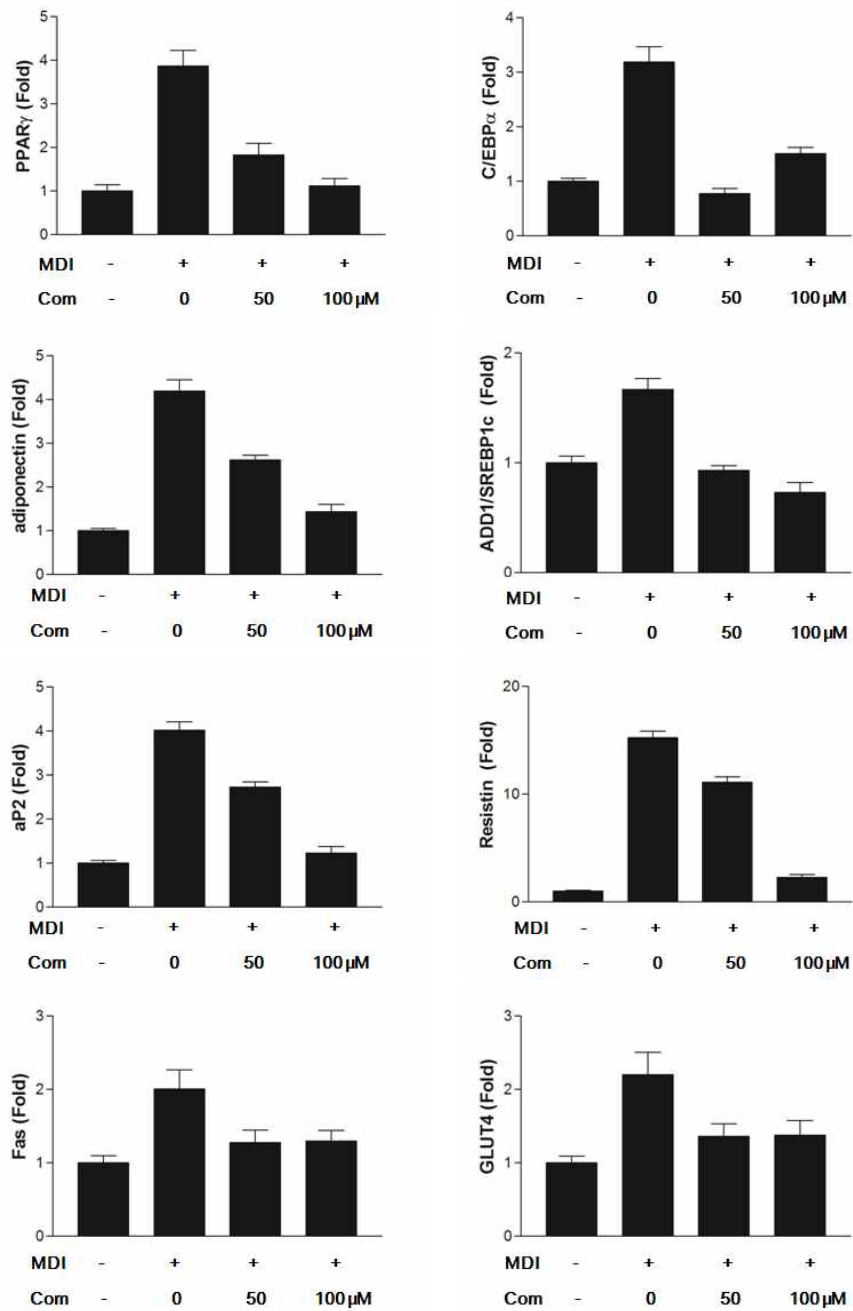 PPARγ (Fold)
5
4
3
2
1
0
MDI - + + +
Com - 0 50 100 μM
C/EBPα (Fold)
4
3
2
1
0
MDI - + + +
Com - 0 50 100 μM
adiponectin (Fold)
5
4
3
2
1
0
MDI - + + +
Com - 0 50 100 μM
ADD1/SREBP1c (Fold)
2
1
0
MDI - + + +
Com - 0 50 100 μM
aP2 (Fold)
5
4
3
2
1
0
MDI - + + +
Com - 0 50 100 μM
Resistin (Fold)
20
10
0
MDI - + + +
Com - 0 50 100 μM
Fas (Fold)
3
2
1
0
MDI - + + +
Com - 0 50 100 μM
GLUT4 (Fold)
3
2
1
0
MDI - + + +
Com - 0 50 100 μM